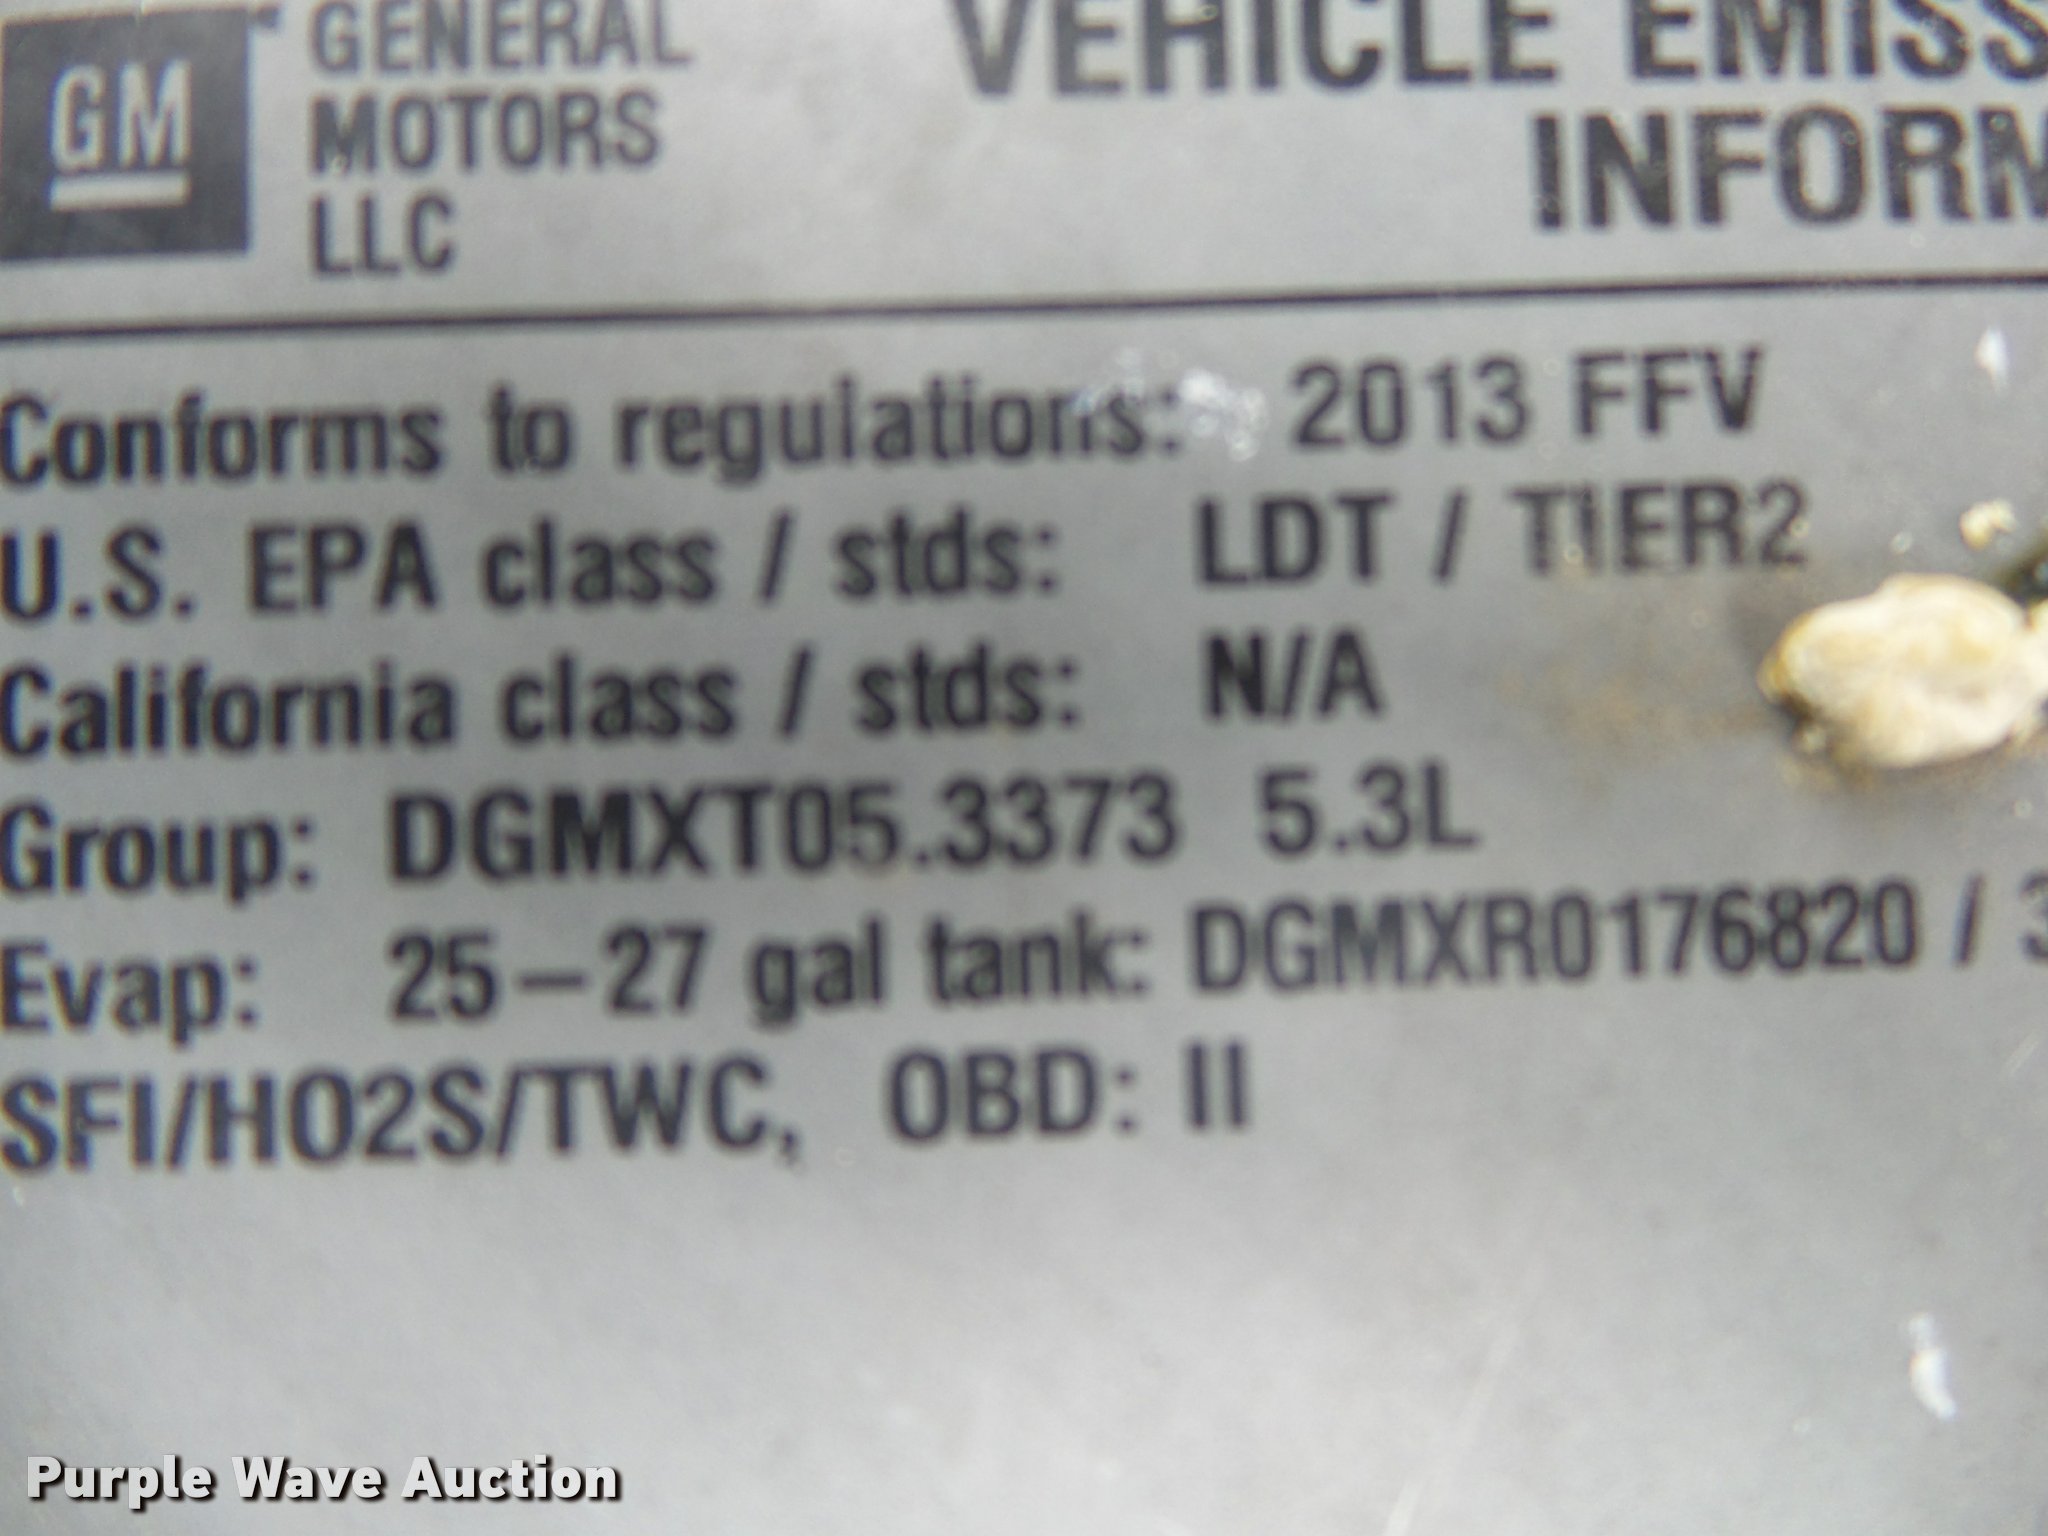 GM
GENERAL
MOTORS
LLC
VEHICLE EMISS
INFORM
Conforms to regulations: 2013 FFV
U.S. EPA class / stds: LDT / TIER2
California class / stds: N/A
Group: DGMXT05.3373 5.3L
Evap: 25–27 gal tank: DGMXR0176820 / 3
SFI/HO2S/TWC, OBD: II
Purple Wave Auction